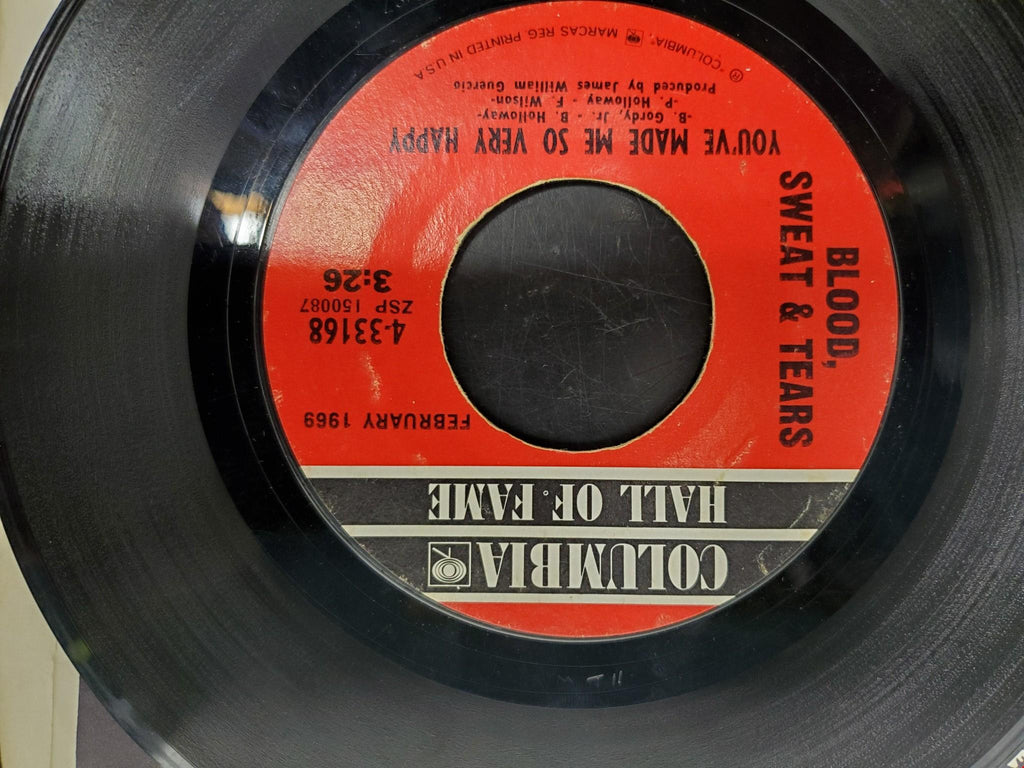 COLUMBIA
HALL OF FAME
FEBRUARY 1969
4-33168
ZSP 150087
3:26
BLOOD,
SWEAT & TEARS
YOU'VE MADE ME SO VERY HAPPY
-B. Gordy, Jr. - B. Holloway-
-P. Holloway - F. Wilson-
Produced by James William Guercio
® "COLUMBIA", MARCAS REG. PRINTED IN U.S.A